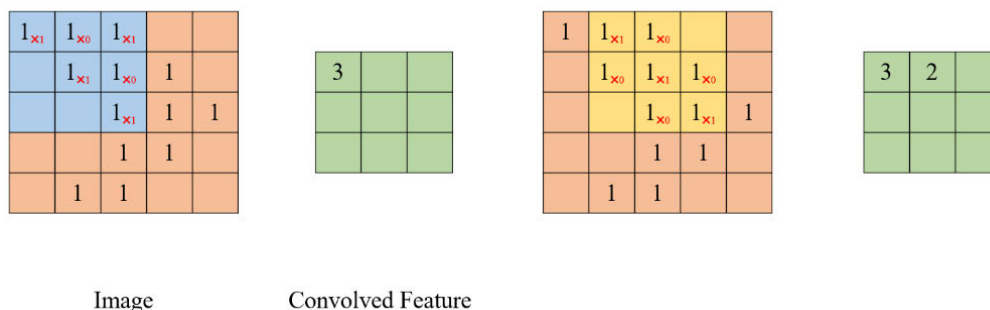 1×1 1×0 1×1 1 1×1 1×0
1×1 1×0 1 3 1×0 1×1 1×0 3 2
1×1 1 1 1×0 1×1 1
1 1 1 1
1 1 1 1
Image Convolved Feature